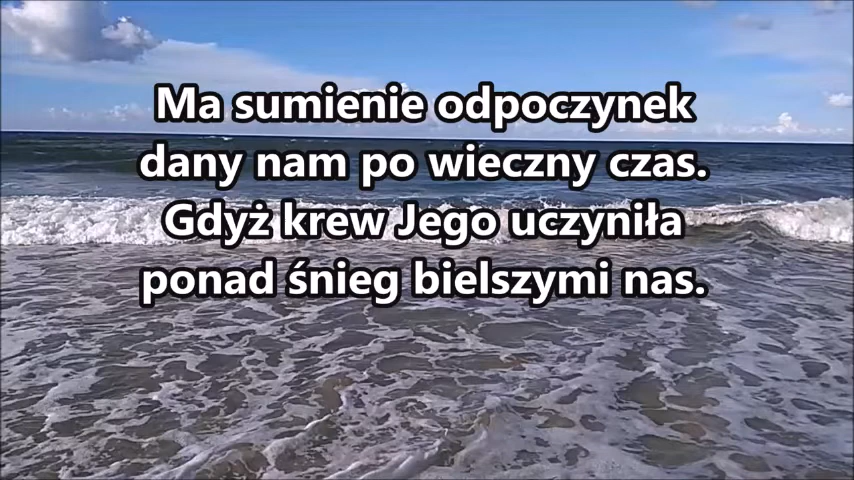 Ma sumienie odpoczynek
dany nam po wieczny czas.
Gdyż krew Jego uczyniła
ponad śnieg bielszymi nas.